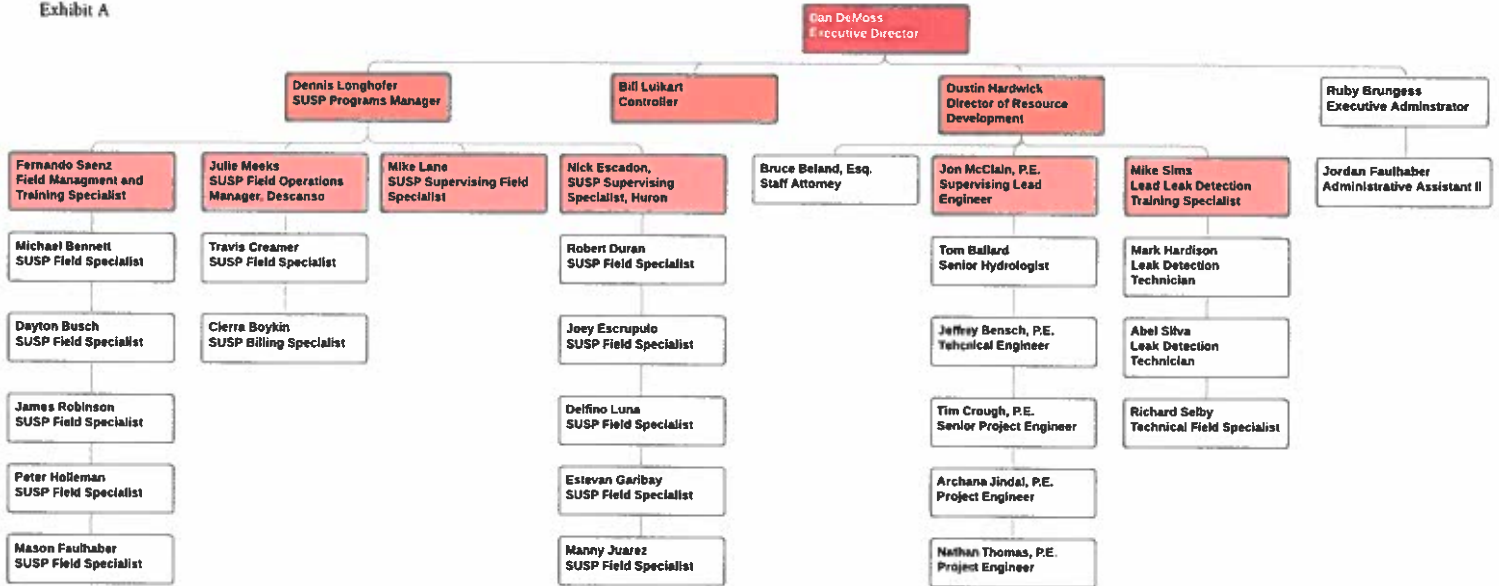 Exhibit A
Dan DeMoss
Executive Director
Dennis Longhofer
SUSP Programs Manager
Bill Luikart
Controller
Dustin Hardwick
Director of Resource
Development
Ruby Brungess
Executive Adminstrator
Fernando Saenz
Field Managment and
Training Specialist
Julie Meeks
SUSP Field Operations
Manager, Descanso
Mike Lane
SUSP Supervising Field
Specialist
Nick Escadon,
SUSP Supervising
Specialist, Huron
Bruce Beland, Esq.
Staff Attorney
Jon McClain, P.E.
Supervising Lead
Engineer
Mike Sims
Lead Leak Detection
Training Specialist
Jordan Faulhaber
Administrative Assistant II
Michael Bennett
SUSP Field Specialist
Travis Creamer
SUSP Field Specialist
Robert Duran
SUSP Field Specialist
Tom Ballard
Senior Hydrologist
Mark Hardison
Leak Detection
Technician
Dayton Busch
SUSP Field Specialist
Cierra Boykin
SUSP Billing Specialist
Joey Escrupulo
SUSP Field Specialist
Jeffrey Bensch, P.E.
Tehcnical Engineer
Abel Silva
Leak Detection
Technician
James Robinson
SUSP Field Specialist
Delfino Luna
SUSP Field Specialist
Tim Crough, P.E.
Senior Project Engineer
Richard Selby
Technical Field Specialist
Peter Holleman
SUSP Field Specialist
Estevan Garibay
SUSP Field Specialist
Archana Jindal, P.E.
Project Engineer
Mason Faulhaber
SUSP Field Specialist
Manny Juarez
SUSP Field Specialist
Nathan Thomas, P.E.
Project Engineer